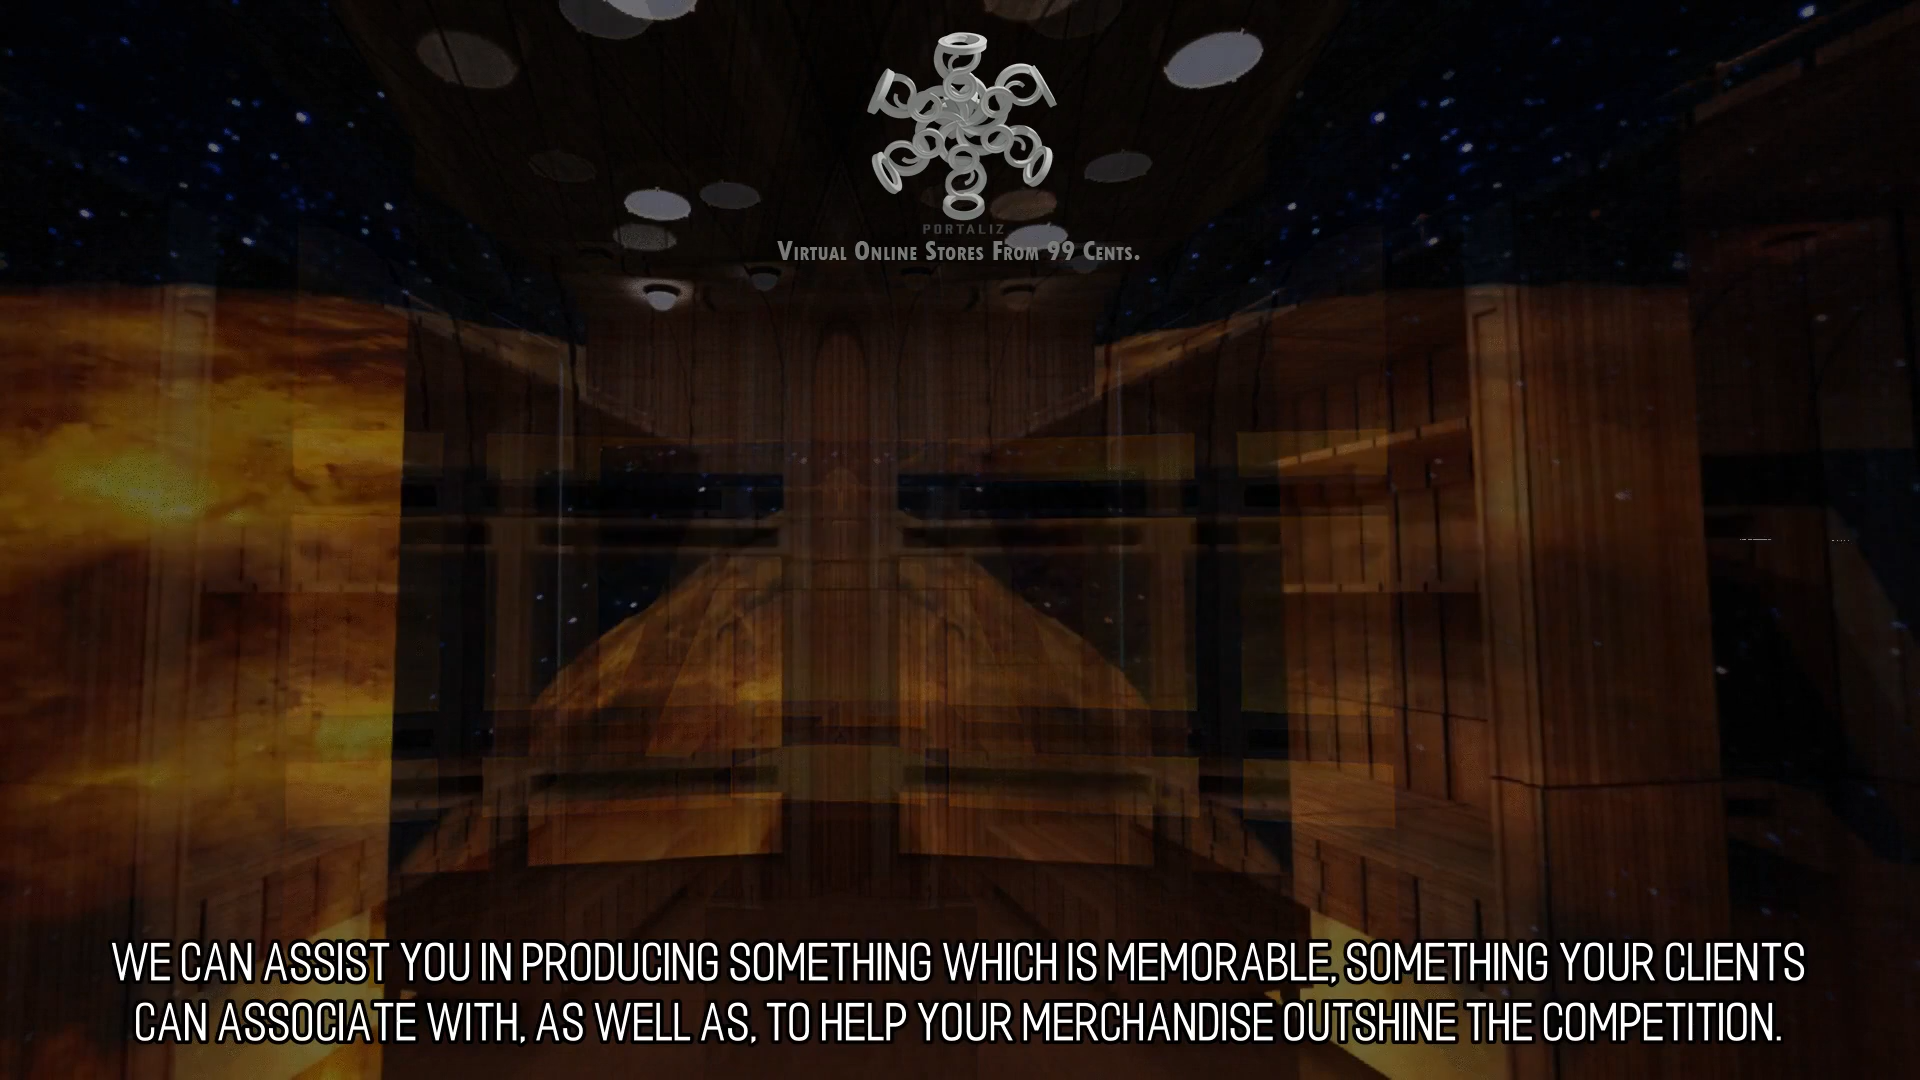 PORTALIZ
Virtual Online Stores From 99 Cents.
WE CAN ASSIST YOU IN PRODUCING SOMETHING WHICH IS MEMORABLE, SOMETHING YOUR CLIENTS
CAN ASSOCIATE WITH, AS WELL AS, TO HELP YOUR MERCHANDISE OUTSHINE THE COMPETITION.